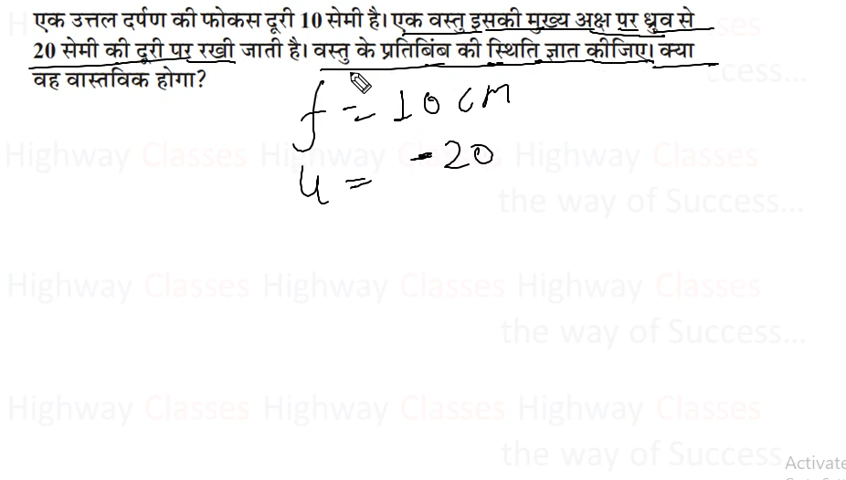 एक उत्तल दर्पण की फोकस दूरी 10 सेमी है। एक वस्तु इसकी मुख्य अक्ष पर ध्रुव से
20 सेमी की दूरी पर रखी जाती है। वस्तु के प्रतिबिंब की स्थिति ज्ञात कीजिए। क्या
वह वास्तविक होगा?
ccess...
f = 10 cm
Highway Classes Highway Classes Highway Classes
u = -20
the way of Success...
Highway Classes Highway Classes Highway Classes
the way of Success...
Highway Classes Highway Classes Highway Classes
the way of Success
Activate